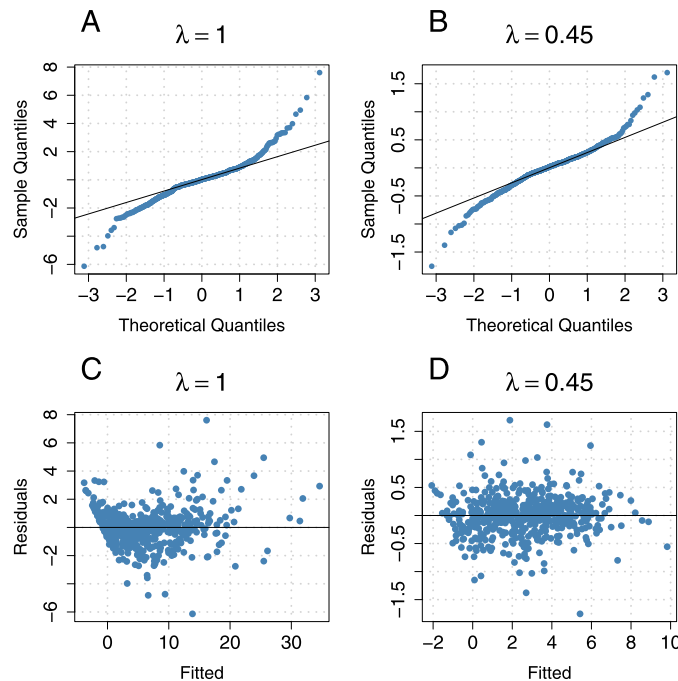 A
λ = 1
Sample Quantiles
8
6
4
2
−2
−6
−3 −2 −1 0 1 2 3
Theoretical Quantiles
B
λ = 0.45
Sample Quantiles
1.5
0.5
−0.5
−1.5
−3 −2 −1 0 1 2 3
Theoretical Quantiles
C
λ = 1
Residuals
8
6
4
2
−2
−6
0 10 20 30
Fitted
D
λ = 0.45
Residuals
1.5
0.5
−0.5
−1.5
−2 0 2 4 6 8 10
Fitted